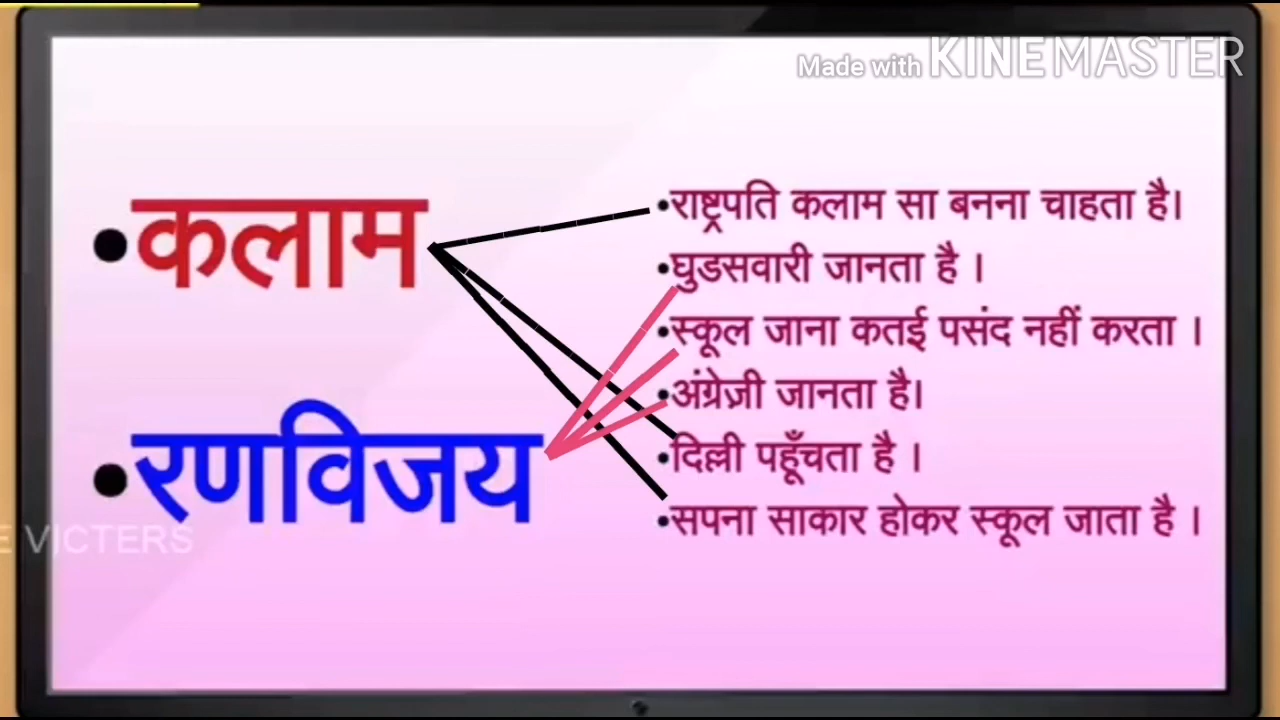 Made with KINEMASTER
•कलाम
•राष्ट्रपति कलाम सा बनना चाहता है।
•घुडसवारी जानता है ।
•स्कूल जाना कतई पसंद नहीं करता ।
•अंग्रेज़ी जानता है।
•दिल्ली पहूँचता है ।
•सपना साकार होकर स्कूल जाता है ।
•रणविजय
E VICTERS